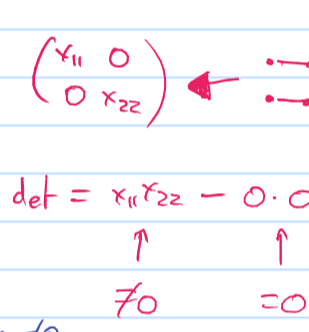 (x₁₁ 0
0 x₂₂)
det = x₁₁x₂₂ − 0·0
↑ ↑
≠0 =0